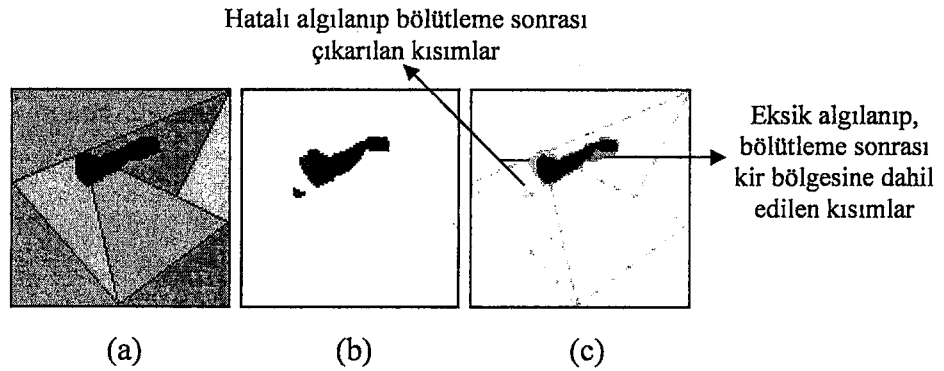 Hatalı algılanıp bölütleme sonrası
çıkarılan kısımlar
Eksik algılanıp,
bölütleme sonrası
kir bölgesine dahil
edilen kısımlar
(a)
(b)
(c)